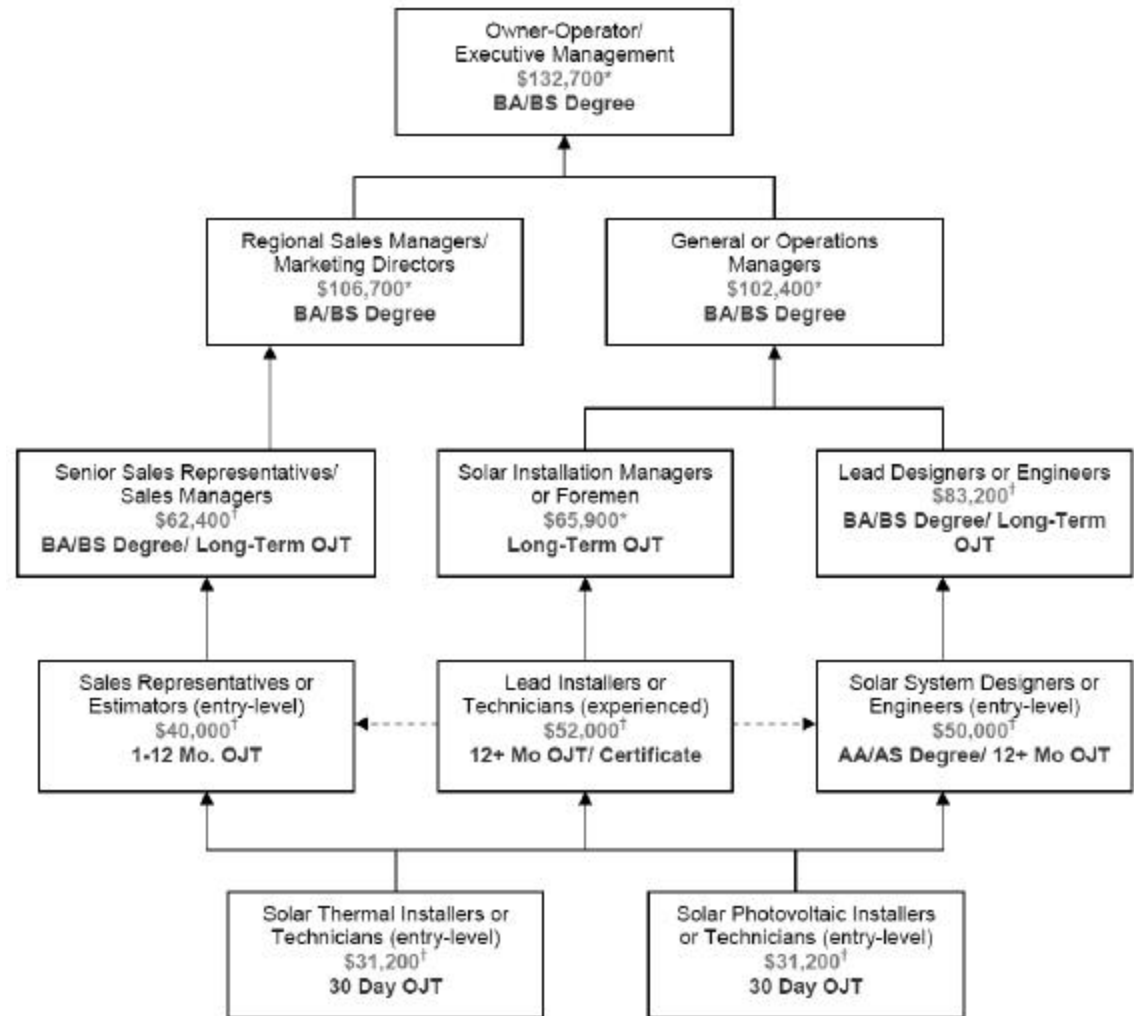 Owner-Operator/
Executive Management
$132,700*
BA/BS Degree
Regional Sales Managers/
Marketing Directors
$106,700*
BA/BS Degree
General or Operations
Managers
$102,400*
BA/BS Degree
Senior Sales Representatives/
Sales Managers
$62,400†
BA/BS Degree/ Long-Term OJT
Solar Installation Managers
or Foremen
$65,900*
Long-Term OJT
Lead Designers or Engineers
$83,200†
BA/BS Degree/ Long-Term
OJT
Sales Representatives or
Estimators (entry-level)
$40,000†
1-12 Mo. OJT
Lead Installers or
Technicians (experienced)
$52,000†
12+ Mo OJT/ Certificate
Solar System Designers or
Engineers (entry-level)
$50,000†
AA/AS Degree/ 12+ Mo OJT
Solar Thermal Installers or
Technicians (entry-level)
$31,200†
30 Day OJT
Solar Photovoltaic Installers
or Technicians (entry-level)
$31,200†
30 Day OJT